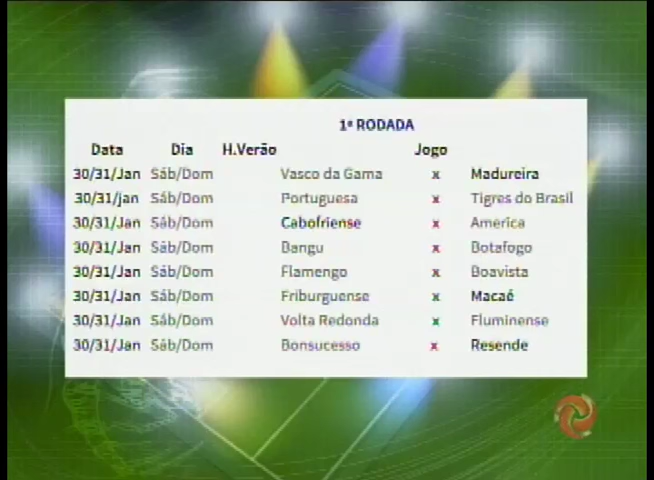 1ª RODADA
Data Dia H.Verão Jogo
30/31/Jan Sáb/Dom Vasco da Gama x Madureira
30/31/jan Sáb/Dom Portuguesa x Tigres do Brasil
30/31/Jan Sáb/Dom Cabofriense x America
30/31/Jan Sáb/Dom Bangu x Botafogo
30/31/Jan Sáb/Dom Flamengo x Boavista
30/31/Jan Sáb/Dom Friburguense x Macaé
30/31/Jan Sáb/Dom Volta Redonda x Fluminense
30/31/Jan Sáb/Dom Bonsucesso x Resende